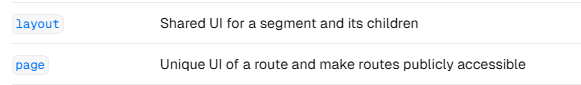 layout Shared UI for a segment and its children
page Unique UI of a route and make routes publicly accessible